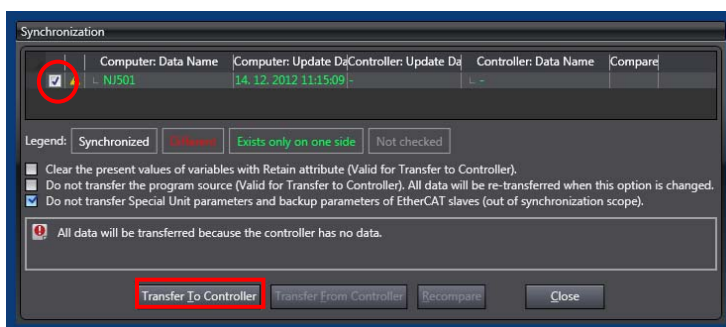 Synchronization
Computer: Data Name Computer: Update Da Controller: Update Da Controller: Data Name Compare
NJ501 14. 12. 2012 11:15:09 - -
Legend: Synchronized Different Exists only on one side Not checked
Clear the present values of variables with Retain attribute (Valid for Transfer to Controller).
Do not transfer the program source (Valid for Transfer to Controller). All data will be re-transferred when this option is changed.
Do not transfer Special Unit parameters and backup parameters of EtherCAT slaves (out of synchronization scope).
All data will be transferred because the controller has no data.
Transfer To Controller Transfer From Controller Recompare Close